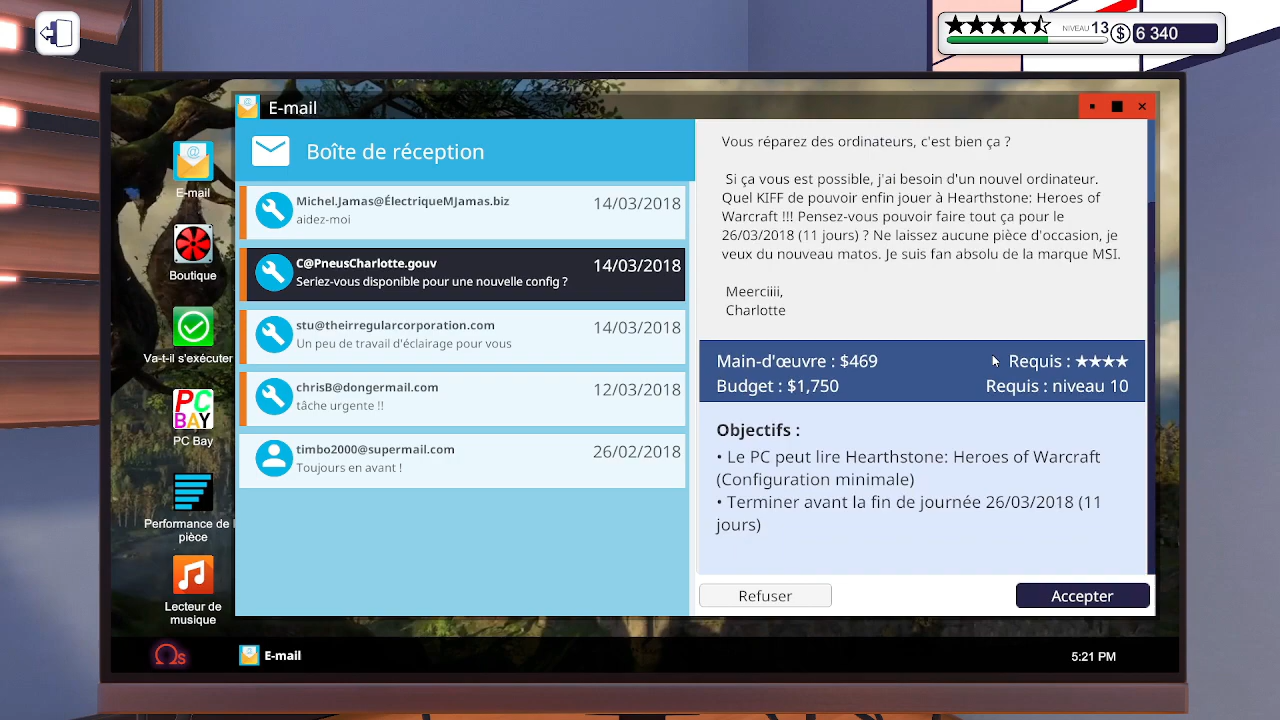 ★★★★⯨ NIVEAU 13 $ 6 340
E-mail
Boîte de réception
Michel.Jamas@ÉlectriqueMJamas.biz 14/03/2018
aidez-moi
C@PneusCharlotte.gouv 14/03/2018
Seriez-vous disponible pour une nouvelle config ?
stu@theirregularcorporation.com 14/03/2018
Un peu de travail d'éclairage pour vous
chrisB@dongermail.com 12/03/2018
tâche urgente !!
timbo2000@supermail.com 26/02/2018
Toujours en avant !
Vous réparez des ordinateurs, c'est bien ça ?
Si ça vous est possible, j'ai besoin d'un nouvel ordinateur.
Quel KIFF de pouvoir enfin jouer à Hearthstone: Heroes of
Warcraft !!! Pensez-vous pouvoir faire tout ça pour le
26/03/2018 (11 jours) ? Ne laissez aucune pièce d'occasion, je
veux du nouveau matos. Je suis fan absolu de la marque MSI.
Meerciiii,
Charlotte
Main-d'œuvre : $469 Requis : ★★★★
Budget : $1,750 Requis : niveau 10
Objectifs :
• Le PC peut lire Hearthstone: Heroes of Warcraft
(Configuration minimale)
• Terminer avant la fin de journée 26/03/2018 (11
jours)
Refuser Accepter
E-mail
Boutique
Va-t-il s'exécuter
PC
BAY
PC Bay
Performance de l
pièce
Lecteur de
musique
Ωs E-mail 5:21 PM